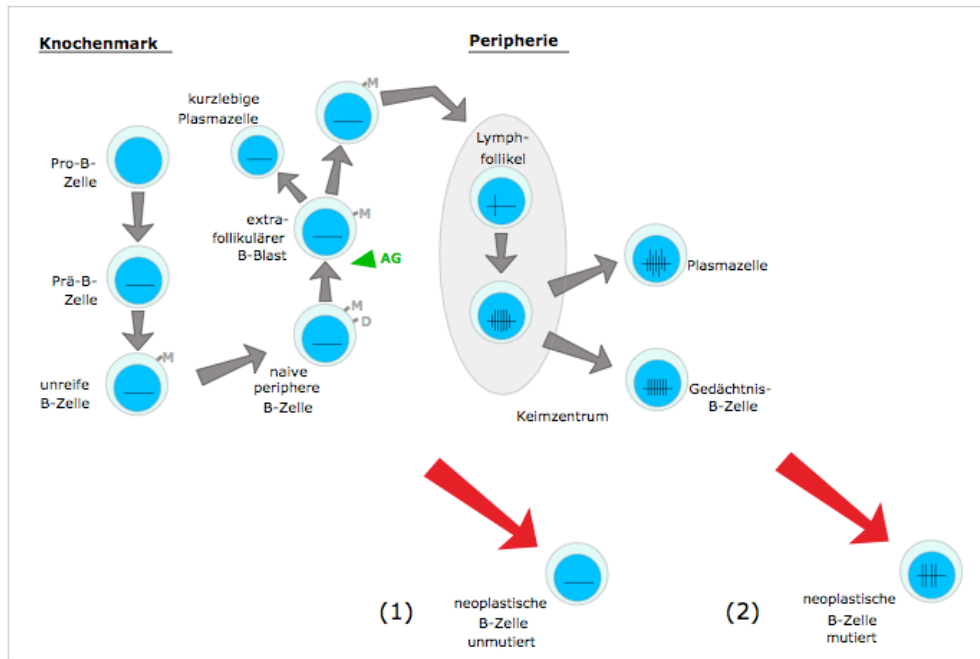 Knochenmark
Peripherie
M
kurzlebige
Plasmazelle
Lymph-
follikel
Pro-B-
Zelle
extra-
follikulärer
B-Blast
M
AG
Plasmazelle
Prä-B-
Zelle
M
D
M
unreife
B-Zelle
naive
periphere
B-Zelle
Gedächtnis-
B-Zelle
Keimzentrum
(1)
neoplastische
B-Zelle
unmutiert
(2)
neoplastische
B-Zelle
mutiert